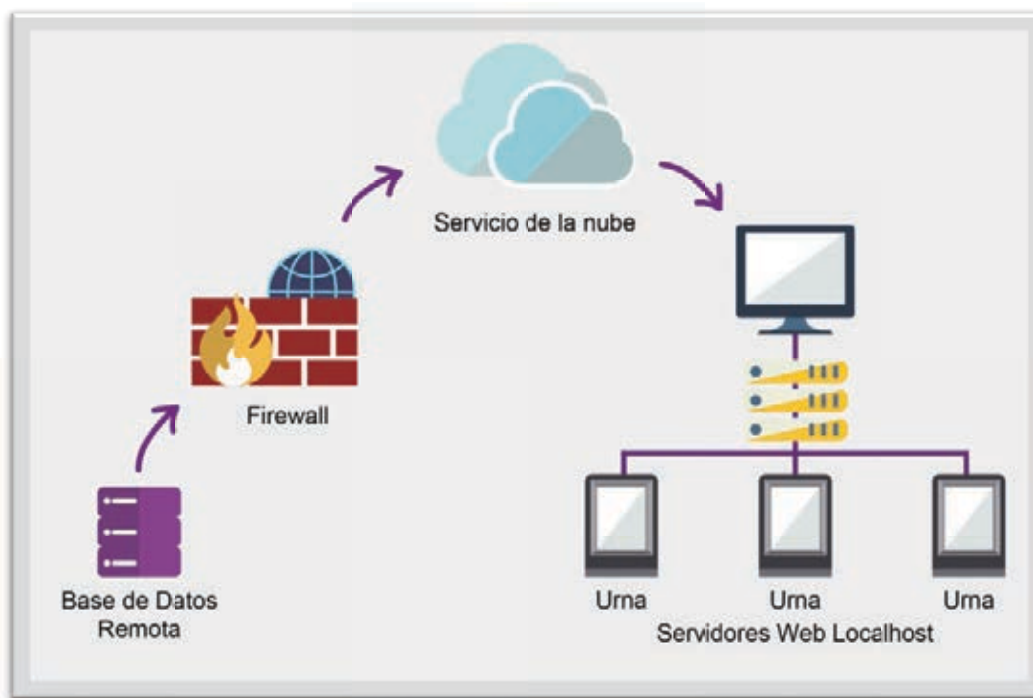 Servicio de la nube
Firewall
Base de Datos
Remota
Urna
Urna
Urna
Servidores Web Localhost